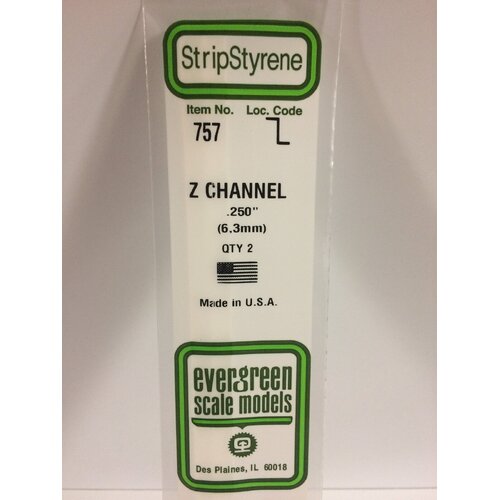 StripStyrene
Item No. Loc. Code
757
Z CHANNEL
.250"
(6,3mm)
QTY 2
Made in U.S.A.
evergreen
scale models
Des Plaines, IL 60018